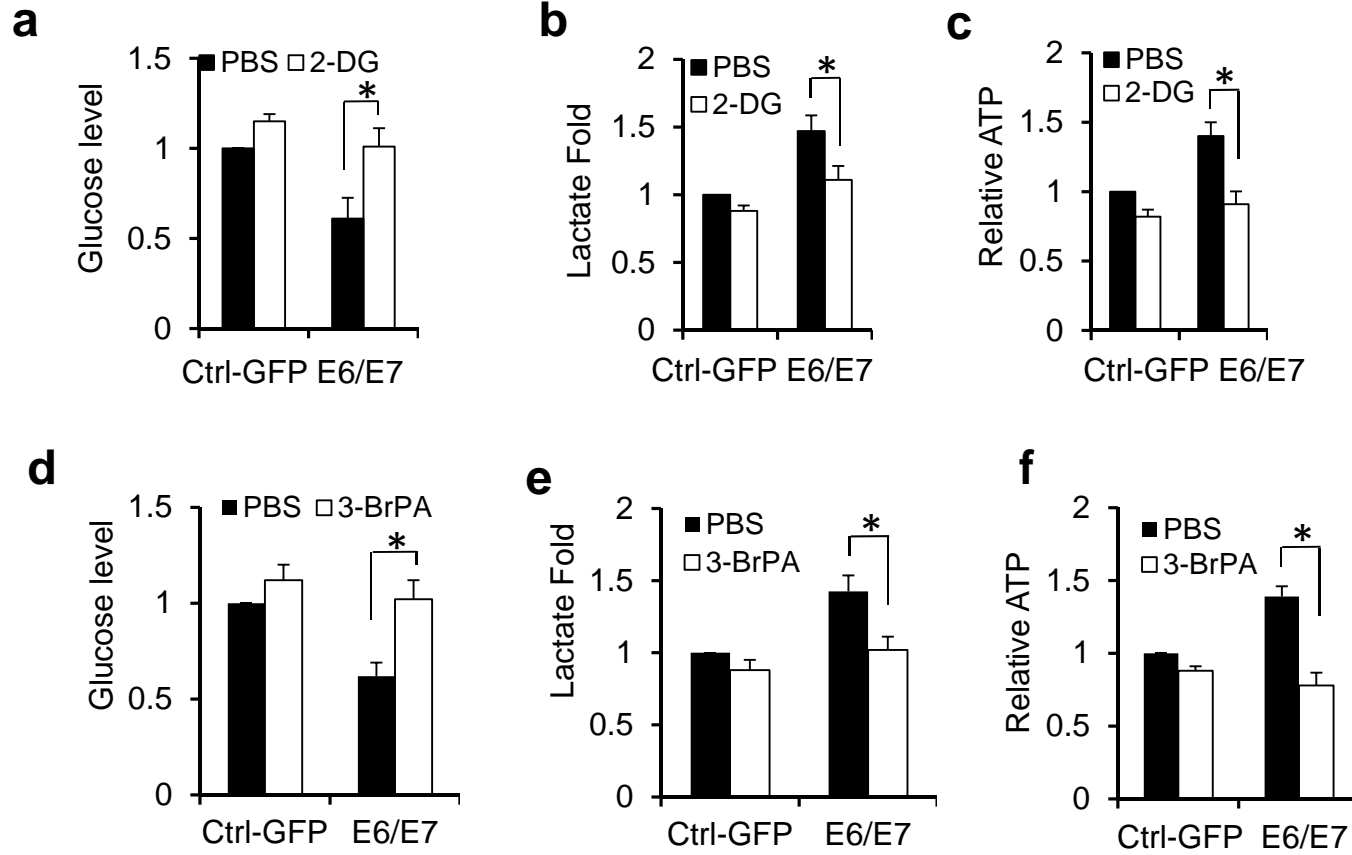 a
PBS 2-DG
Glucose level
1.5
1
0.5
0
*
Ctrl-GFP E6/E7
b
PBS
2-DG
Lactate Fold
2
1.5
1
0.5
0
*
Ctrl-GFP E6/E7
c
PBS
2-DG
Relative ATP
2
1.5
1
0.5
0
*
Ctrl-GFP E6/E7
d
PBS 3-BrPA
Glucose level
1.5
1
0.5
0
*
Ctrl-GFP E6/E7
e
PBS
3-BrPA
Lactate Fold
2
1.5
1
0.5
0
*
Ctrl-GFP E6/E7
f
PBS
3-BrPA
Relative ATP
2
1.5
1
0.5
0
*
Ctrl-GFP E6/E7